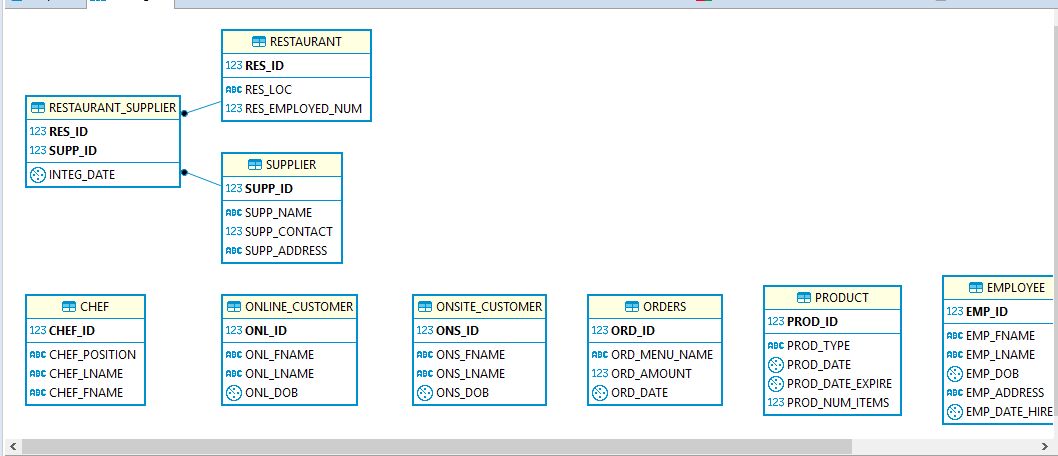 RESTAURANT
123 RES_ID
ABC RES_LOC
123 RES_EMPLOYED_NUM
RESTAURANT_SUPPLIER
123 RES_ID
123 SUPP_ID
INTEG_DATE
SUPPLIER
123 SUPP_ID
ABC SUPP_NAME
123 SUPP_CONTACT
ABC SUPP_ADDRESS
CHEF
123 CHEF_ID
ABC CHEF_POSITION
ABC CHEF_LNAME
ABC CHEF_FNAME
ONLINE_CUSTOMER
123 ONL_ID
ABC ONL_FNAME
ABC ONL_LNAME
ONL_DOB
ONSITE_CUSTOMER
123 ONS_ID
ABC ONS_FNAME
ABC ONS_LNAME
ONS_DOB
ORDERS
123 ORD_ID
ABC ORD_MENU_NAME
123 ORD_AMOUNT
ORD_DATE
PRODUCT
123 PROD_ID
ABC PROD_TYPE
PROD_DATE
PROD_DATE_EXPIRE
123 PROD_NUM_ITEMS
EMPLOYEE
123 EMP_ID
ABC EMP_FNAME
ABC EMP_LNAME
EMP_DOB
ABC EMP_ADDRESS
EMP_DATE_HIRE